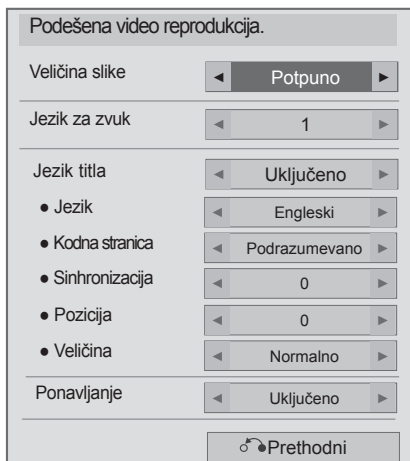 Podešena video reprodukcija.
Veličina slike ◄ Potpuno ►
Jezik za zvuk ◄ 1 ►
Jezik titla ◄ Uključeno ►
● Jezik ◄ Engleski ►
● Kodna stranica ◄ Podrazumevano ►
● Sinhronizacija ◄ 0 ►
● Pozicija ◄ 0 ►
● Veličina ◄ Normalno ►
Ponavljanje ◄ Uključeno ►
Prethodni